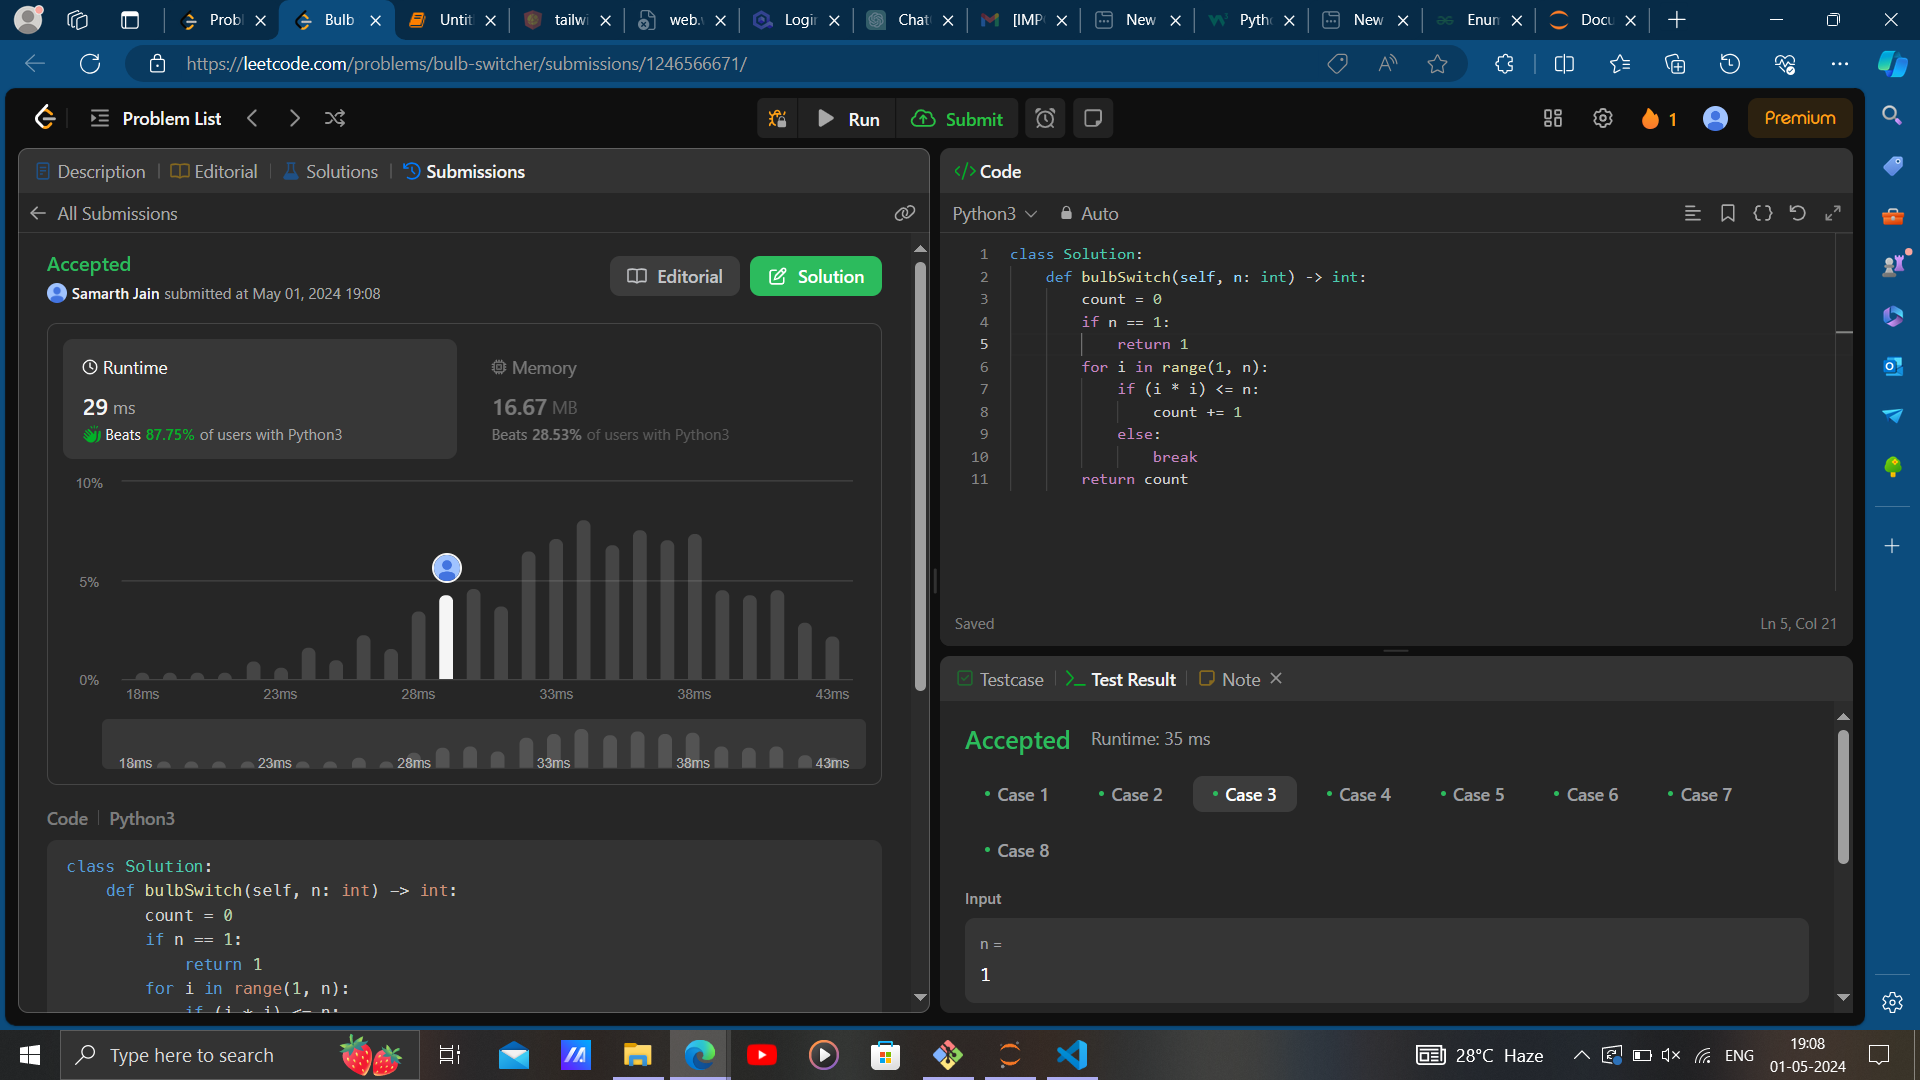 Probl
Bulb
Untit
tailwi
web.v
Login
Chat
[IMP
New
Pytho
New
Enum
Docu
https://leetcode.com/problems/bulb-switcher/submissions/1246566671/
Problem List
Run
Submit
1
Premium
Description
Editorial
Solutions
Submissions
All Submissions
Accepted
Samarth Jain submitted at May 01, 2024 19:08
Editorial
Solution
Runtime
29 ms
Beats 87.75% of users with Python3
Memory
16.67 MB
Beats 28.53% of users with Python3
10%
5%
0%
18ms 23ms 28ms 33ms 38ms 43ms
18ms 23ms 28ms 33ms 38ms 43ms
Code | Python3
class Solution:
def bulbSwitch(self, n: int) -> int:
count = 0
if n == 1:
return 1
for i in range(1, n):
if (i * i) <= n:
</> Code
Python3
Auto
1 class Solution:
2 def bulbSwitch(self, n: int) -> int:
3 count = 0
4 if n == 1:
5 return 1
6 for i in range(1, n):
7 if (i * i) <= n:
8 count += 1
9 else:
10 break
11 return count
Saved
Ln 5, Col 21
Testcase
Test Result
Note
Accepted
Runtime: 35 ms
Case 1
Case 2
Case 3
Case 4
Case 5
Case 6
Case 7
Case 8
Input
n =
1
Type here to search
28°C Haze
ENG
19:08
01-05-2024